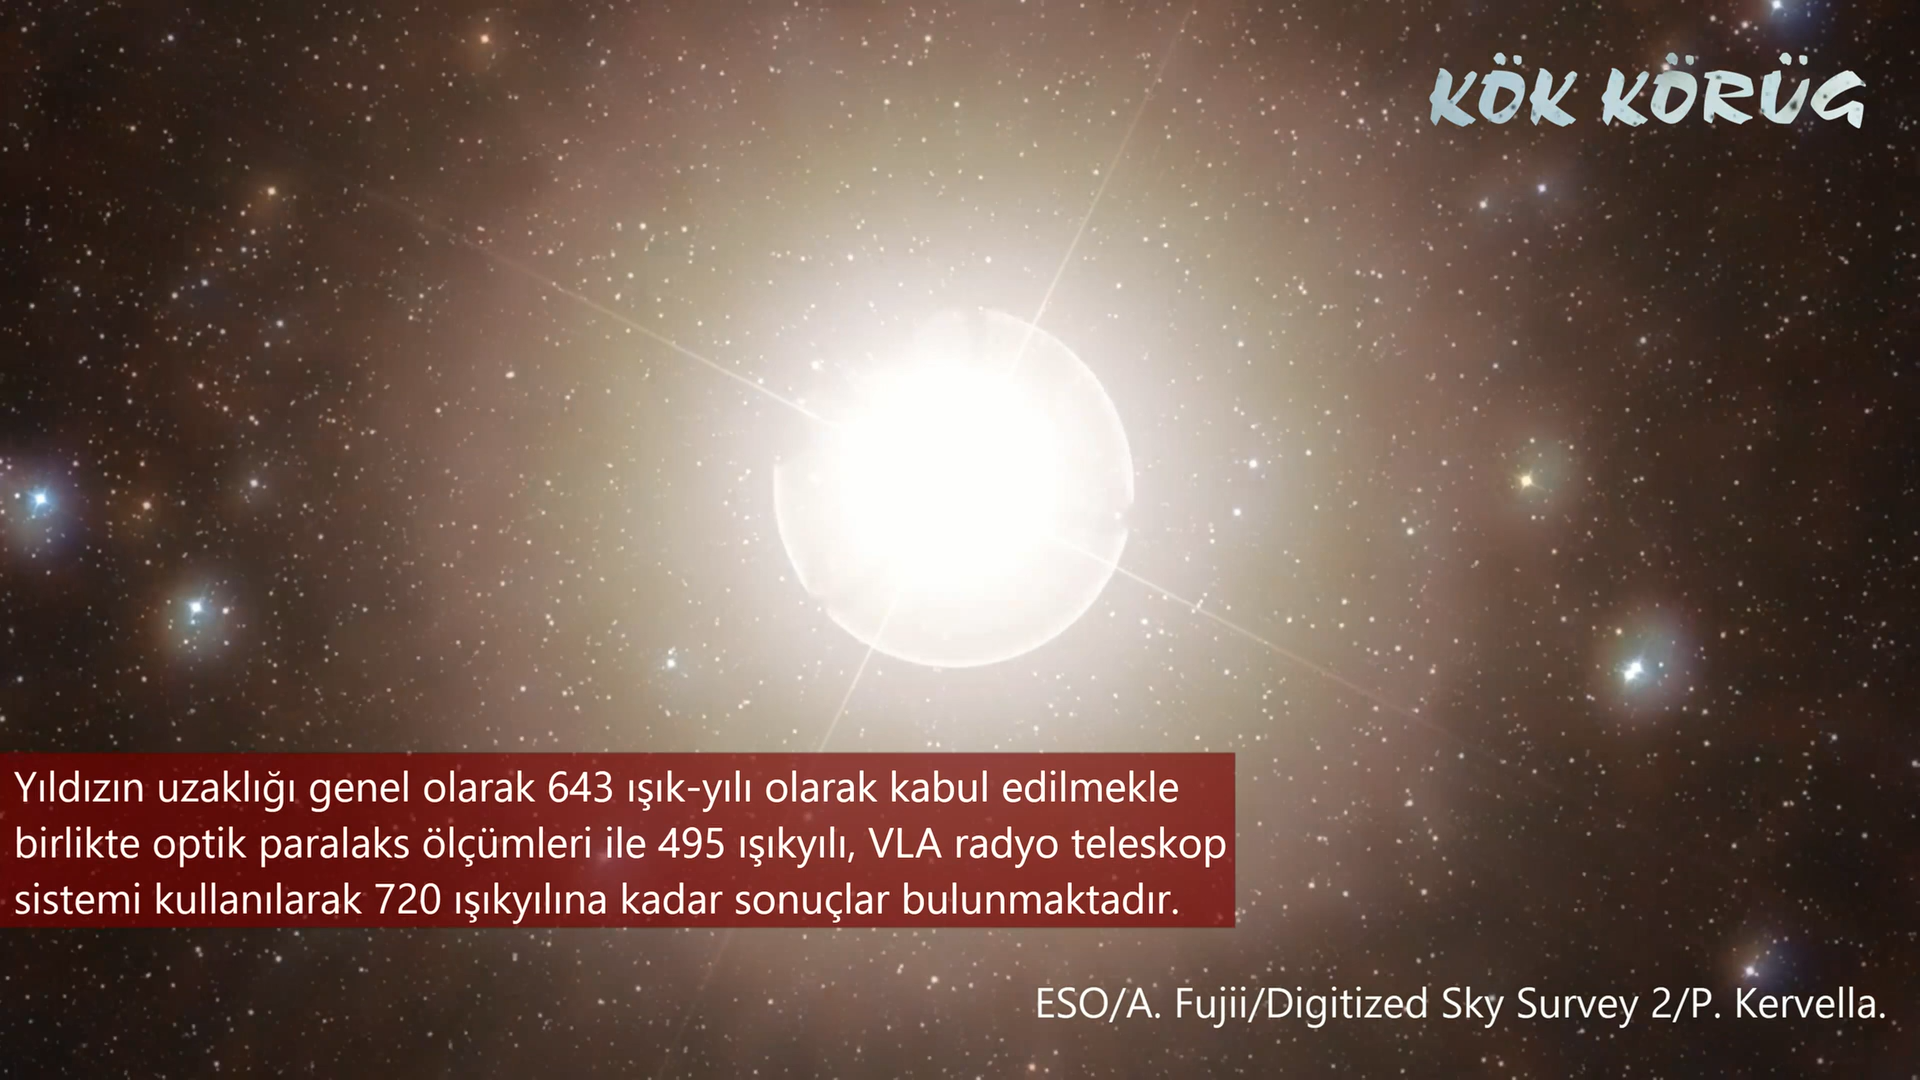 KÖK KÖRÜG
Yıldızın uzaklığı genel olarak 643 ışık-yılı olarak kabul edilmekle
birlikte optik paralaks ölçümleri ile 495 ışıkyılı, VLA radyo teleskop
sistemi kullanılarak 720 ışıkyılına kadar sonuçlar bulunmaktadır.
ESO/A. Fujii/Digitized Sky Survey 2/P. Kervella.